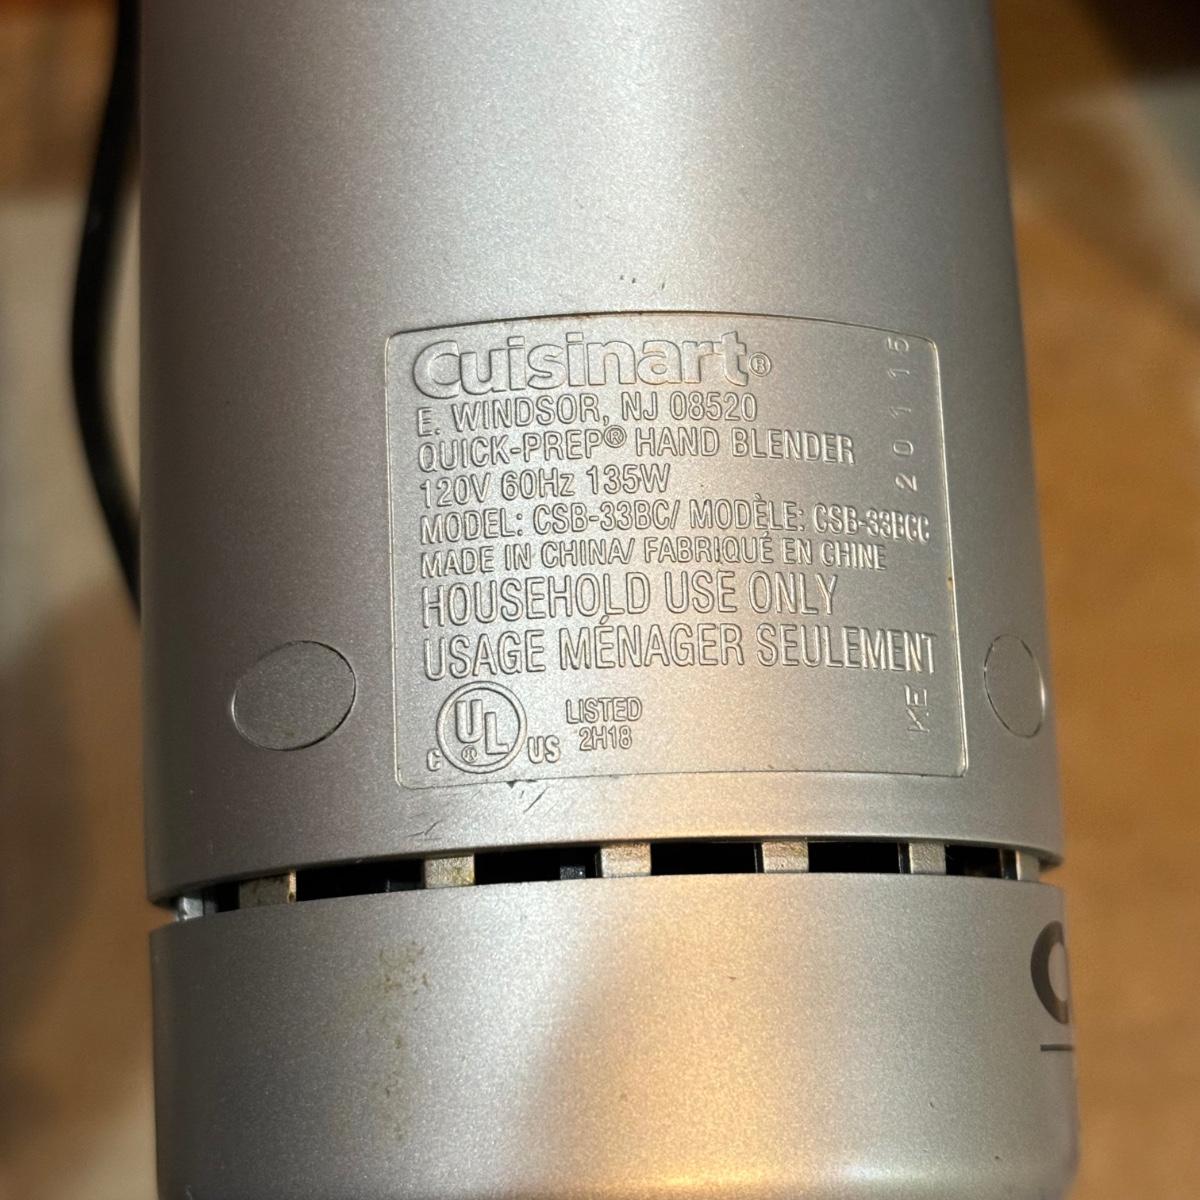 Cuisinart®
E. WINDSOR, NJ 08520
QUICK-PREP® HAND BLENDER
120V 60Hz 135W
MODEL: CSB-33BC/ MODÈLE: CSB-33BCC
MADE IN CHINA/ FABRIQUÉ EN CHINE
HOUSEHOLD USE ONLY
USAGE MÉNAGER SEULEMENT
C UL® US
LISTED
2H18
20115
KE